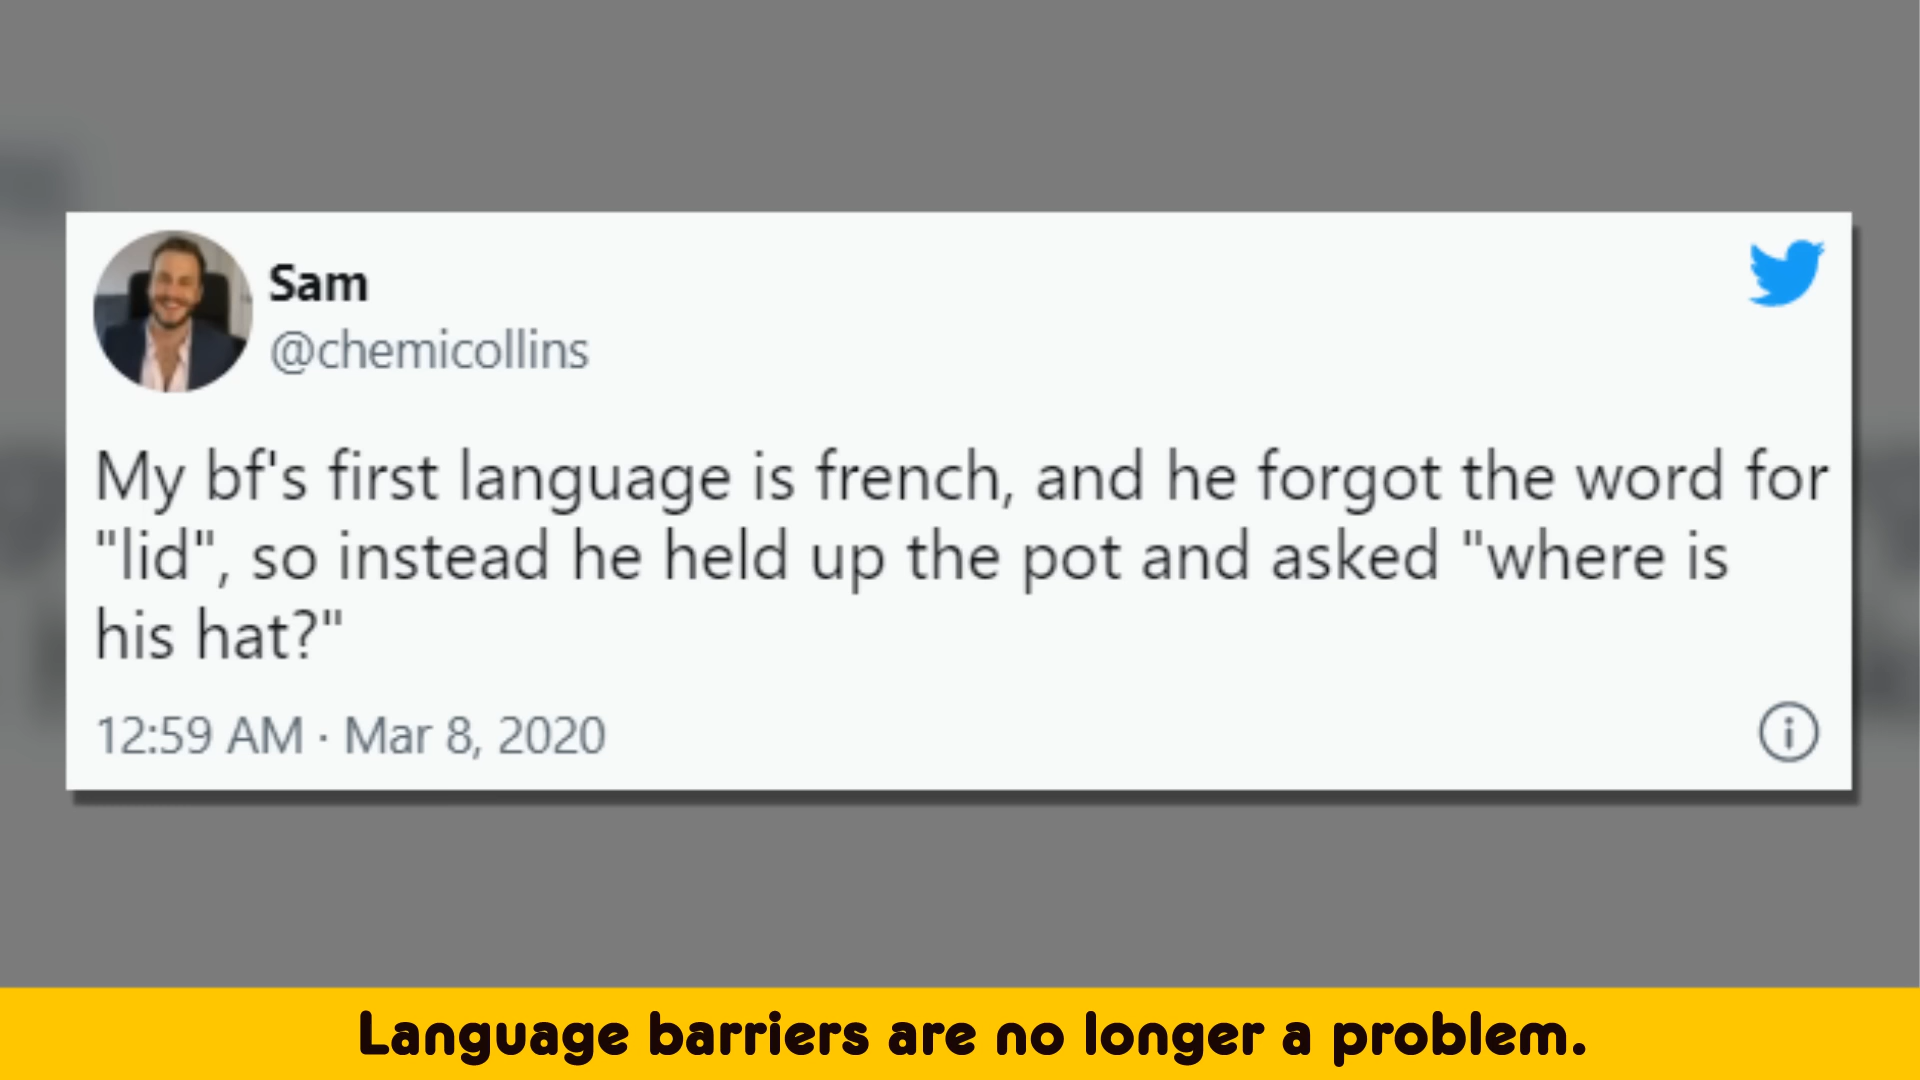 Sam
@chemicollins
My bf's first language is french, and he forgot the word for
"lid", so instead he held up the pot and asked "where is
his hat?"
12:59 AM · Mar 8, 2020
Language barriers are no longer a problem.